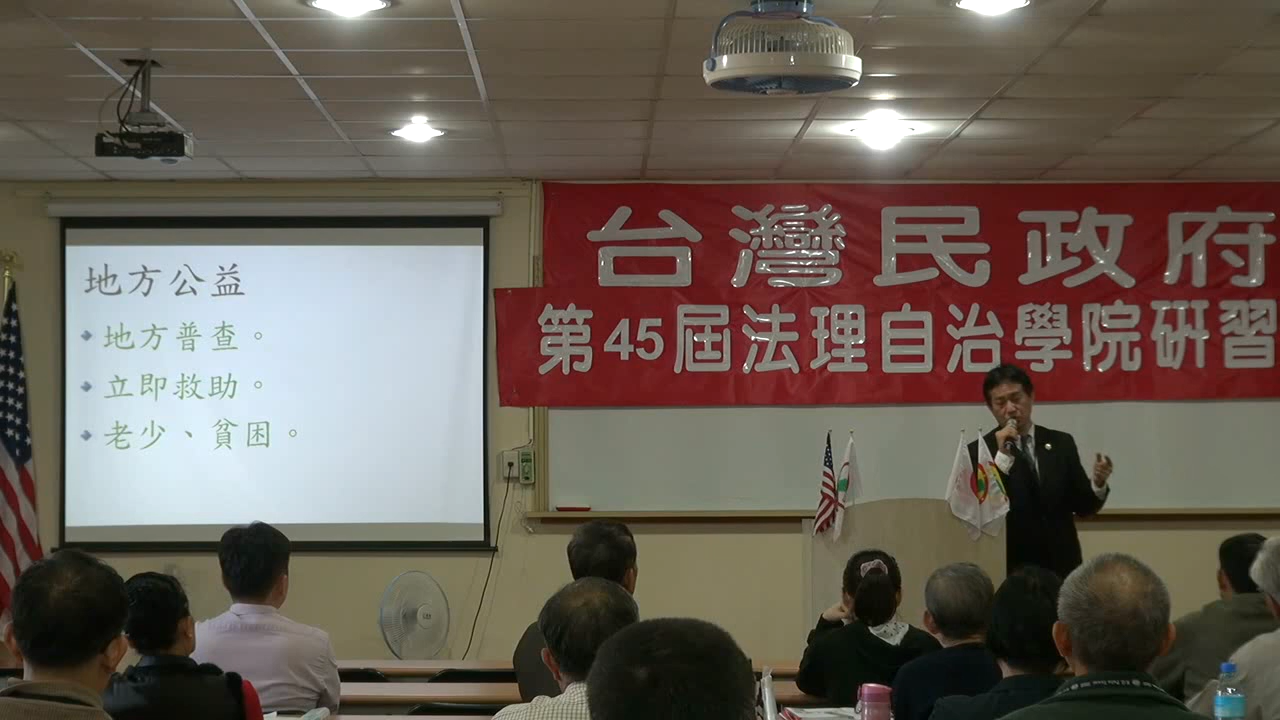 地方公益
地方普查。
立即救助。
老少、貧困。
台灣民政府
第45屆法理自治學院研習